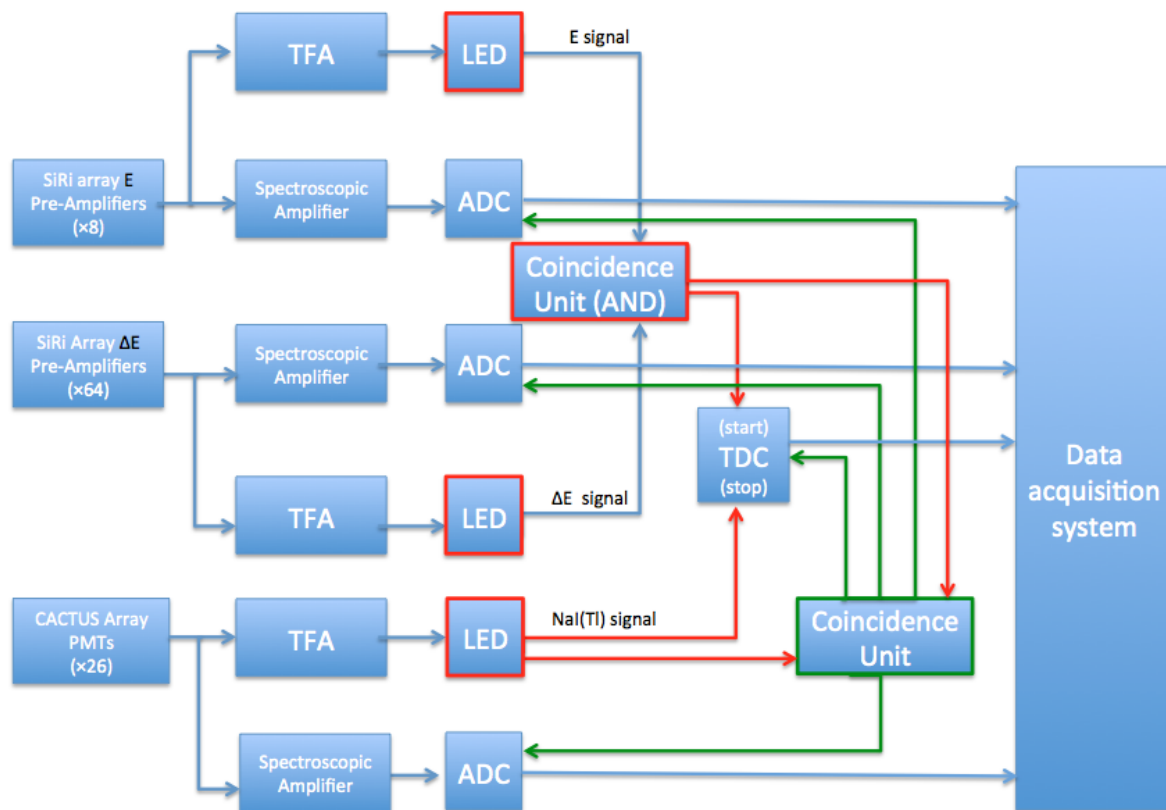 TFA
LED
E signal
SiRi array E
Pre-Amplifiers
(×8)
Spectroscopic
Amplifier
ADC
Coincidence
Unit (AND)
SiRi Array ΔE
Pre-Amplifiers
(×64)
Spectroscopic
Amplifier
ADC
(start)
TDC
(stop)
Data
acquisition
system
TFA
LED
ΔE signal
CACTUS Array
PMTs
(×26)
TFA
LED
NaI(Tl) signal
Coincidence
Unit
Spectroscopic
Amplifier
ADC